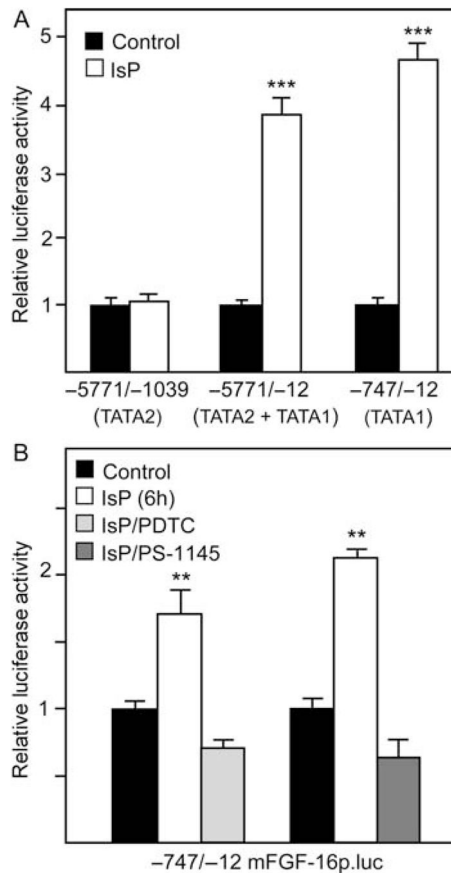 A
Control
IsP
5
4
4
2
1
Relative luciferase activity
***
***
–5771/–1039
(TATA2)
–5771/–12
(TATA2 + TATA1)
–747/–12
(TATA1)
B
Control
IsP (6h)
IsP/PDTC
IsP/PS-1145
2
1
Relative luciferase activity
**
**
–747/–12 mFGF-16p.luc